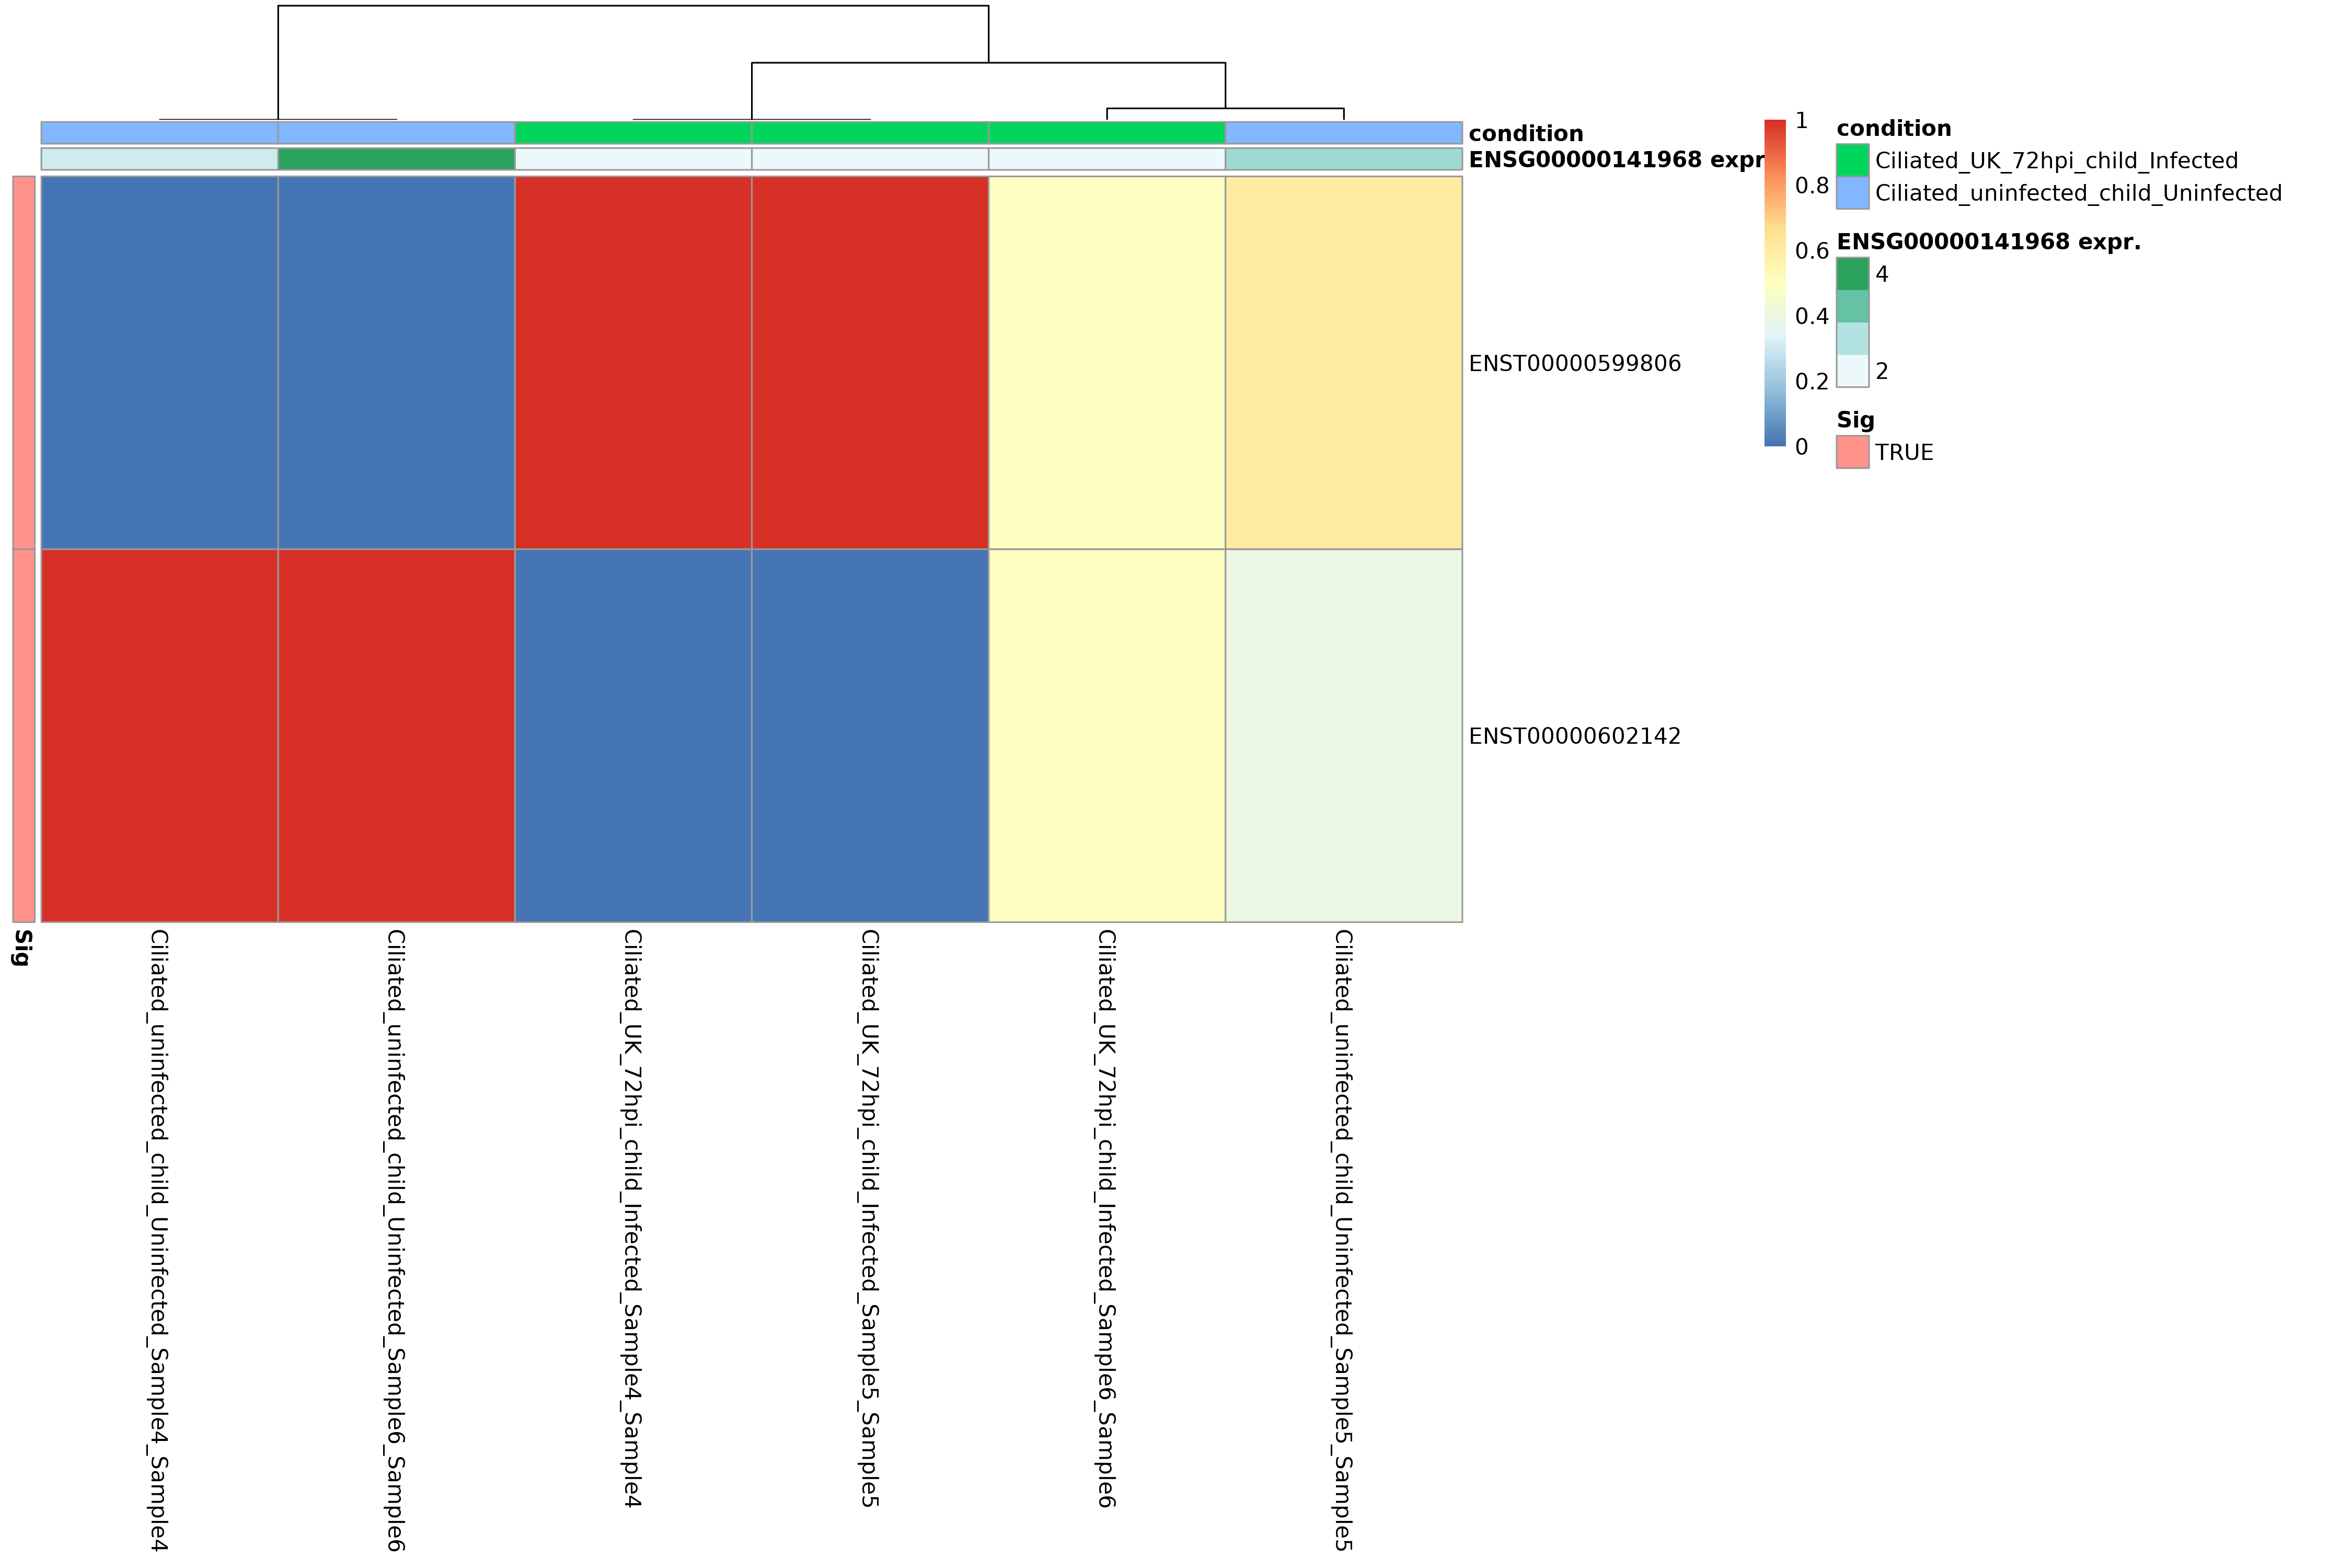 condition
ENSG00000141968 expr
1
0.8
0.6
0.4
0.2
0
condition
Ciliated_UK_72hpi_child_Infected
Ciliated_uninfected_child_Uninfected
ENSG00000141968 expr.
4
2
Sig
TRUE
ENST00000599806
ENST00000602142
Sig
Ciliated_uninfected_child_Uninfected_Sample4_Sample4
Ciliated_uninfected_child_Uninfected_Sample6_Sample6
Ciliated_UK_72hpi_child_Infected_Sample4_Sample4
Ciliated_UK_72hpi_child_Infected_Sample5_Sample5
Ciliated_UK_72hpi_child_Infected_Sample6_Sample6
Ciliated_uninfected_child_Uninfected_Sample5_Sample5